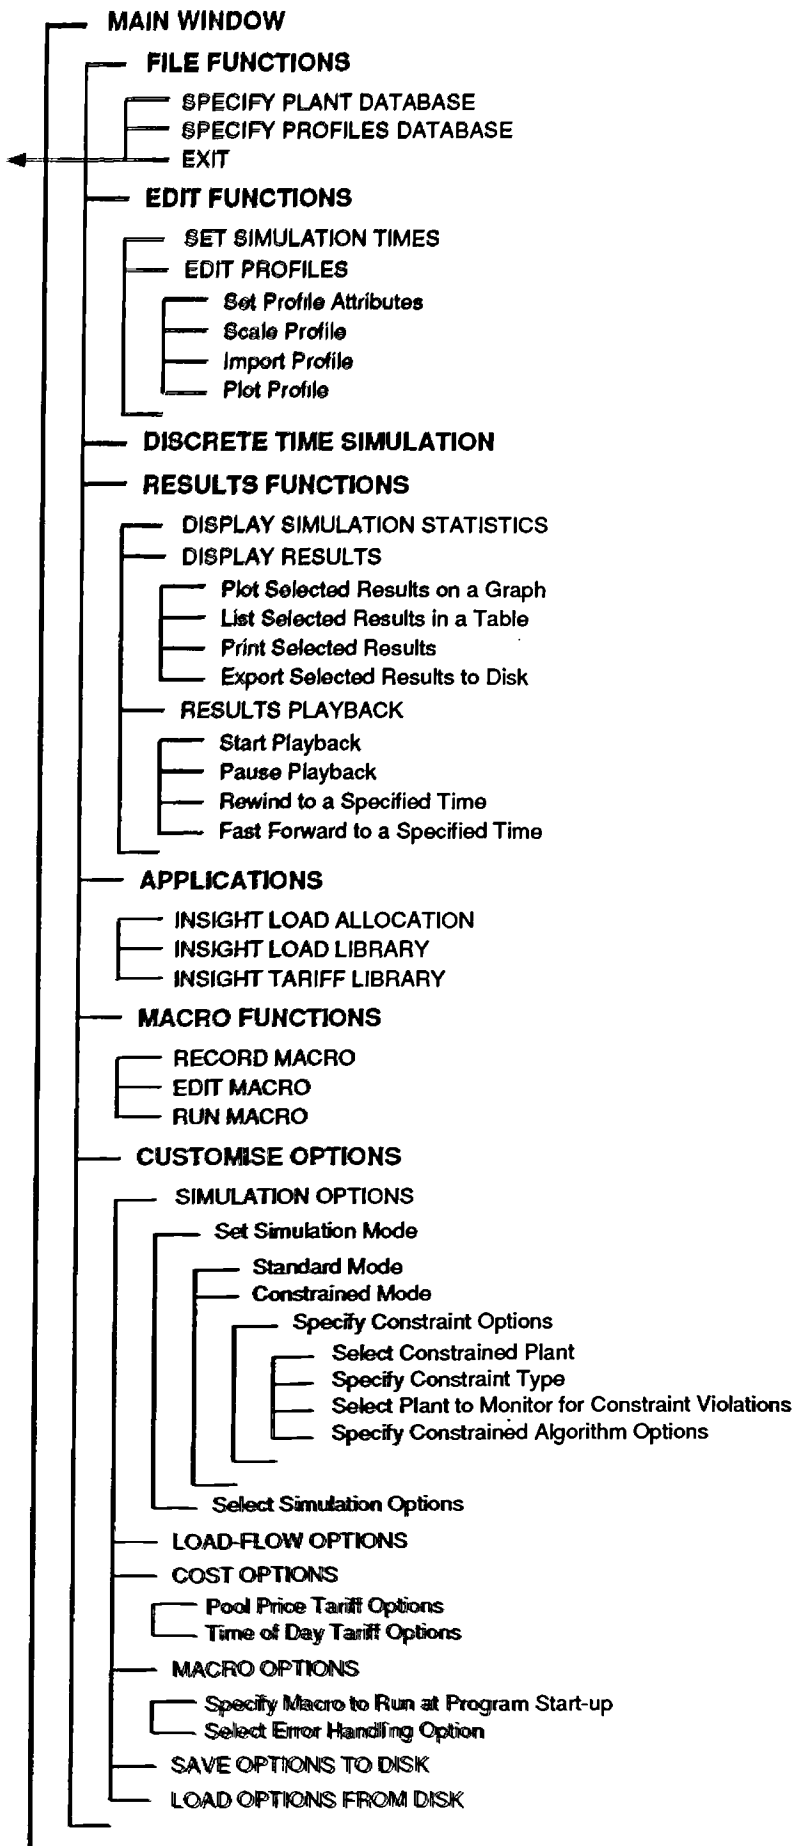 MAIN WINDOW
FILE FUNCTIONS
SPECIFY PLANT DATABASE
SPECIFY PROFILES DATABASE
EXIT
EDIT FUNCTIONS
SET SIMULATION TIMES
EDIT PROFILES
Set Profile Attributes
Scale Profile
Import Profile
Plot Profile
DISCRETE TIME SIMULATION
RESULTS FUNCTIONS
DISPLAY SIMULATION STATISTICS
DISPLAY RESULTS
Plot Selected Results on a Graph
List Selected Results in a Table
Print Selected Results
Export Selected Results to Disk
RESULTS PLAYBACK
Start Playback
Pause Playback
Rewind to a Specified Time
Fast Forward to a Specified Time
APPLICATIONS
INSIGHT LOAD ALLOCATION
INSIGHT LOAD LIBRARY
INSIGHT TARIFF LIBRARY
MACRO FUNCTIONS
RECORD MACRO
EDIT MACRO
RUN MACRO
CUSTOMISE OPTIONS
SIMULATION OPTIONS
Set Simulation Mode
Standard Mode
Constrained Mode
Specify Constraint Options
Select Constrained Plant
Specify Constraint Type
Select Plant to Monitor for Constraint Violations
Specify Constrained Algorithm Options
Select Simulation Options
LOAD-FLOW OPTIONS
COST OPTIONS
Pool Price Tariff Options
Time of Day Tariff Options
MACRO OPTIONS
Specify Macro to Run at Program Start-up
Select Error Handling Option
SAVE OPTIONS TO DISK
LOAD OPTIONS FROM DISK